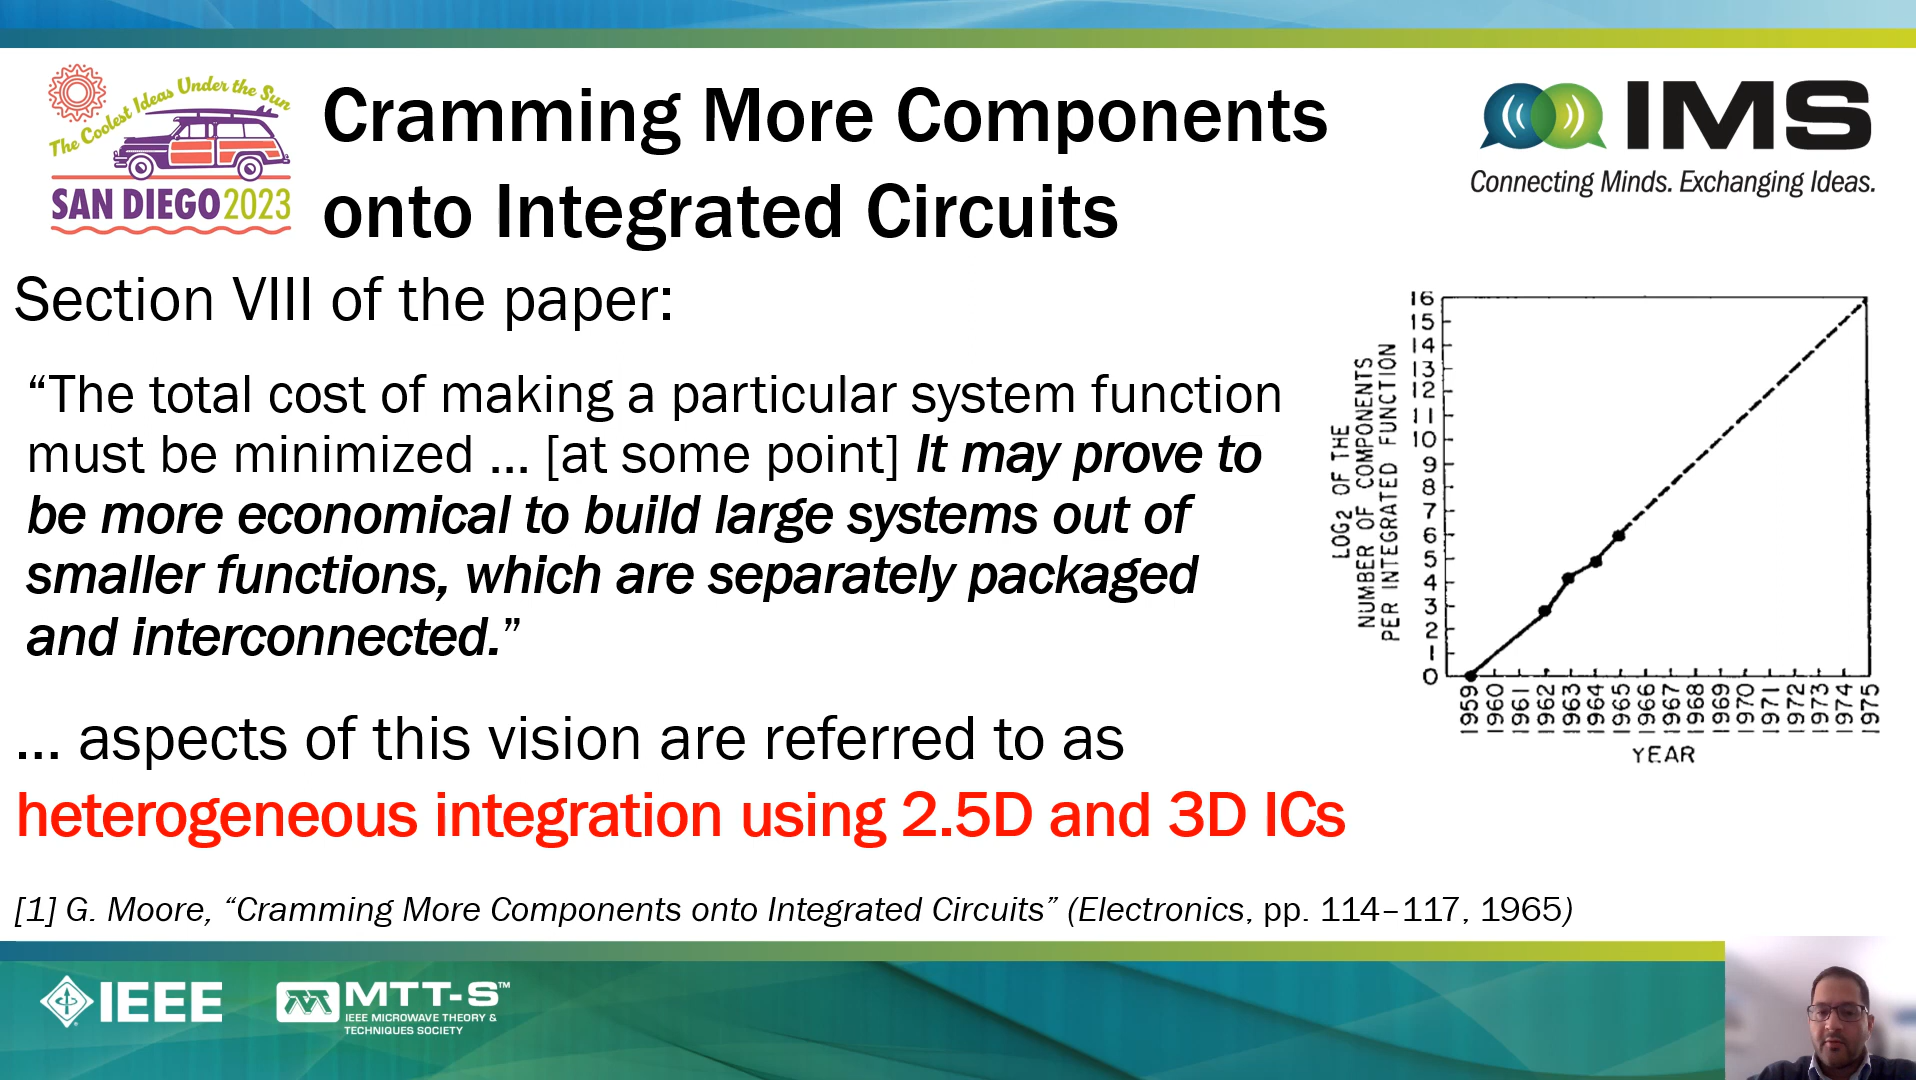 The Coolest Ideas Under the Sun
SAN DIEGO 2023
Cramming More Components
onto Integrated Circuits
IMS
Connecting Minds. Exchanging Ideas.
Section VIII of the paper:
“The total cost of making a particular system function
must be minimized ... [at some point] It may prove to
be more economical to build large systems out of
smaller functions, which are separately packaged
and interconnected.”
... aspects of this vision are referred to as
heterogeneous integration using 2.5D and 3D ICs
LOG2 OF THE
NUMBER OF COMPONENTS
PER INTEGRATED FUNCTION
16
15
14
13
12
11
10
9
8
7
6
5
4
3
2
1
0
1959
1960
1961
1962
1963
1964
1965
1966
1967
1968
1969
1970
1971
1972
1973
1974
1975
YEAR
[1] G. Moore, “Cramming More Components onto Integrated Circuits” (Electronics, pp. 114–117, 1965)
IEEE
MTT-S™
IEEE MICROWAVE THEORY &
TECHNIQUES SOCIETY